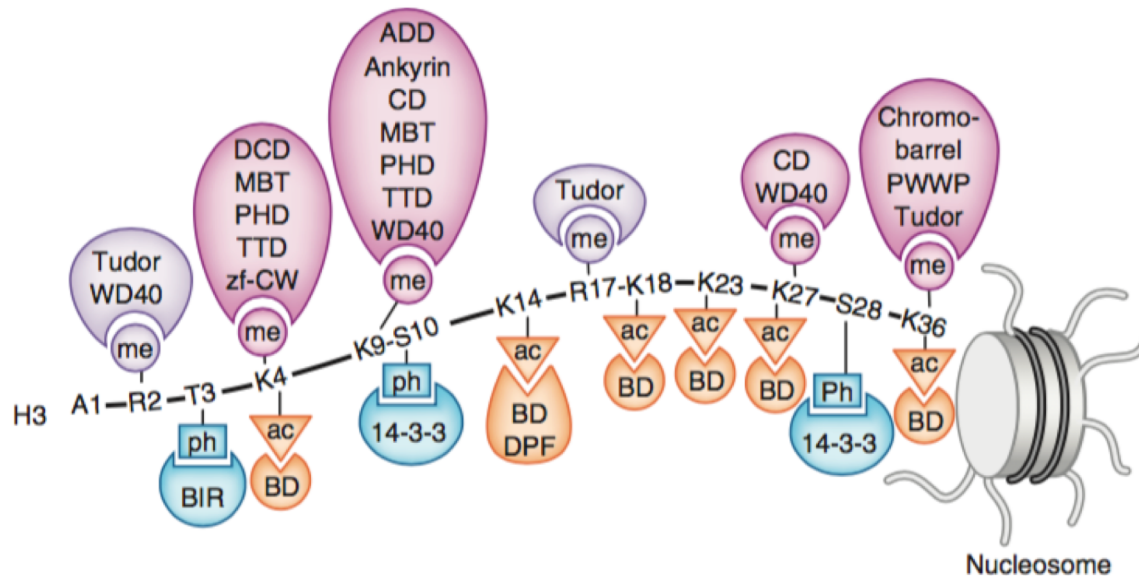 ADD
Ankyrin
CD
MBT
PHD
TTD
WD40
me
DCD
MBT
PHD
TTD
zf-CW
me
Tudor
WD40
me
Tudor
me
CD
WD40
me
Chromo-
barrel
PWWP
Tudor
me
H3 A1–R2–T3–K4–K9-S10–K14–R17-K18–K23–K27–S28–K36
ph
BIR
ac
BD
ph
14-3-3
ac
BD
DPF
ac
BD
ac
BD
ac
BD
Ph
14-3-3
ac
BD
Nucleosome